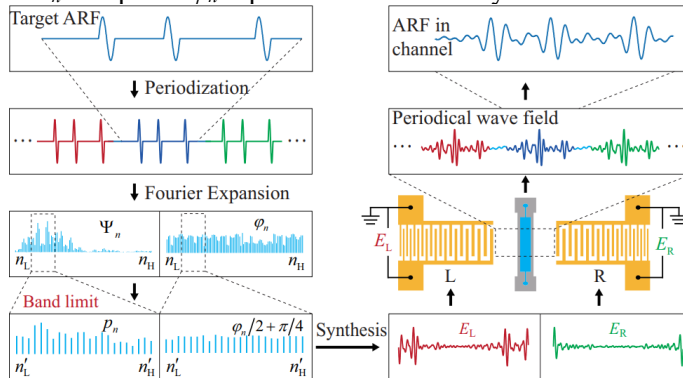 Target ARF
Periodization
...
...
Fourier Expansion
Ψn
φn
nL
nH
nL
nH
Band limit
pn
φn/2 + π/4
n′L
n′H
n′L
n′H
Synthesis
ARF in
channel
Periodical wave field
...
...
EL
ER
L
R
EL
ER